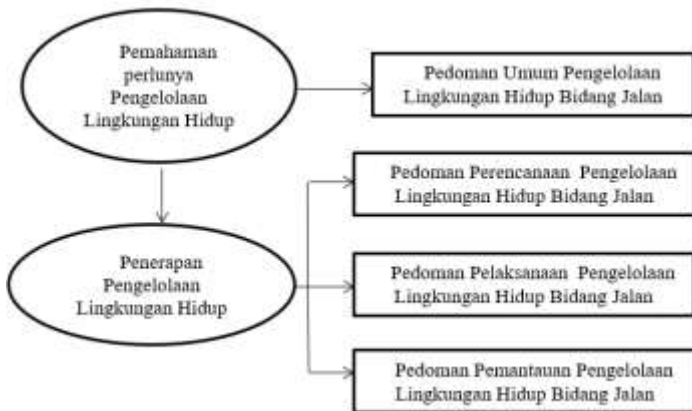 Pemahaman
perlunya
Pengelolaan
Lingkungan Hidup
Pedoman Umum Pengelolaan
Lingkungan Hidup Bidang Jalan
Pedoman Perencanaan Pengelolaan
Lingkungan Hidup Bidang Jalan
Penerapan
Pengelolaan
Lingkungan Hidup
Pedoman Pelaksanaan Pengelolaan
Lingkungan Hidup Bidang Jalan
Pedoman Pemantauan Pengelolaan
Lingkungan Hidup Bidang Jalan